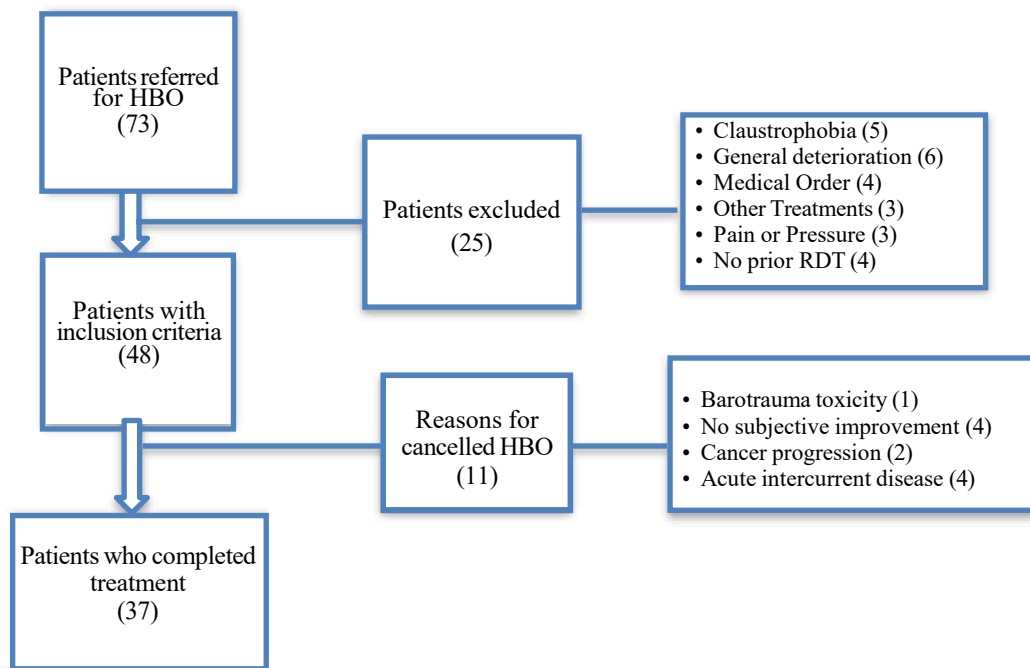 Patients referred
for HBO
(73)
Patients excluded
(25)
• Claustrophobia (5)
• General deterioration (6)
• Medical Order (4)
• Other Treatments (3)
• Pain or Pressure (3)
• No prior RDT (4)
Patients with
inclusion criteria
(48)
Reasons for
cancelled HBO
(11)
• Barotrauma toxicity (1)
• No subjective improvement (4)
• Cancer progression (2)
• Acute intercurrent disease (4)
Patients who completed
treatment
(37)